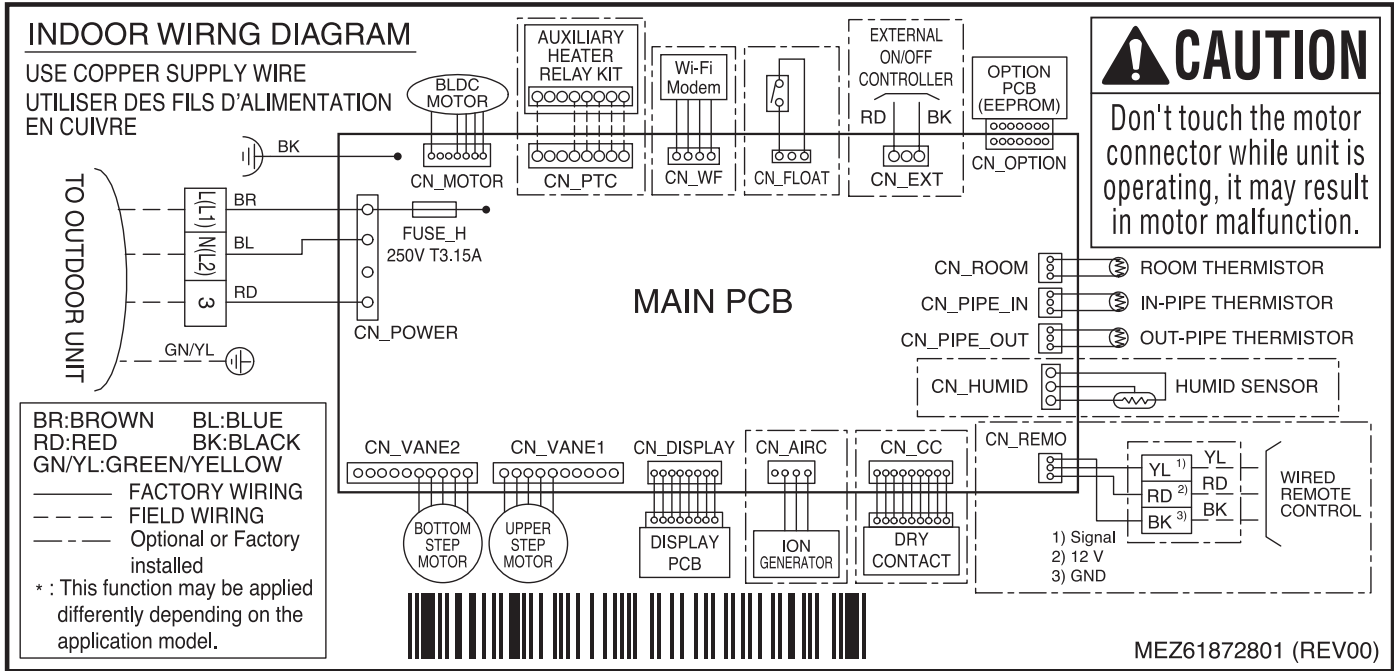 INDOOR WIRNG DIAGRAM
USE COPPER SUPPLY WIRE
UTILISER DES FILS D'ALIMENTATION
EN CUIVRE
BLDC
MOTOR
CN_MOTOR
AUXILIARY
HEATER
RELAY KIT
CN_PTC
Wi-Fi
Modem
CN_WF
CN_FLOAT
EXTERNAL
ON/OFF
CONTROLLER
RD BK
CN_EXT
OPTION
PCB
(EEPROM)
CN_OPTION
CAUTION
Don't touch the motor
connector while unit is
operating, it may result
in motor malfunction.
TO OUTDOOR UNIT
BK
L(L1) BR
N(L2) BL
3 RD
GN/YL
FUSE_H
250V T3.15A
CN_POWER
MAIN PCB
CN_ROOM ROOM THERMISTOR
CN_PIPE_IN IN-PIPE THERMISTOR
CN_PIPE_OUT OUT-PIPE THERMISTOR
CN_HUMID HUMID SENSOR
CN_REMO
YL 1) YL
RD 2) RD
BK 3) BK
WIRED
REMOTE
CONTROL
1) Signal
2) 12 V
3) GND
BR:BROWN BL:BLUE
RD:RED BK:BLACK
GN/YL:GREEN/YELLOW
FACTORY WIRING
FIELD WIRING
Optional or Factory
installed
* : This function may be applied
differently depending on the
application model.
CN_VANE2
BOTTOM
STEP
MOTOR
CN_VANE1
UPPER
STEP
MOTOR
CN_DISPLAY
DISPLAY
PCB
CN_AIRC
ION
GENERATOR
CN_CC
DRY
CONTACT
MEZ61872801 (REV00)